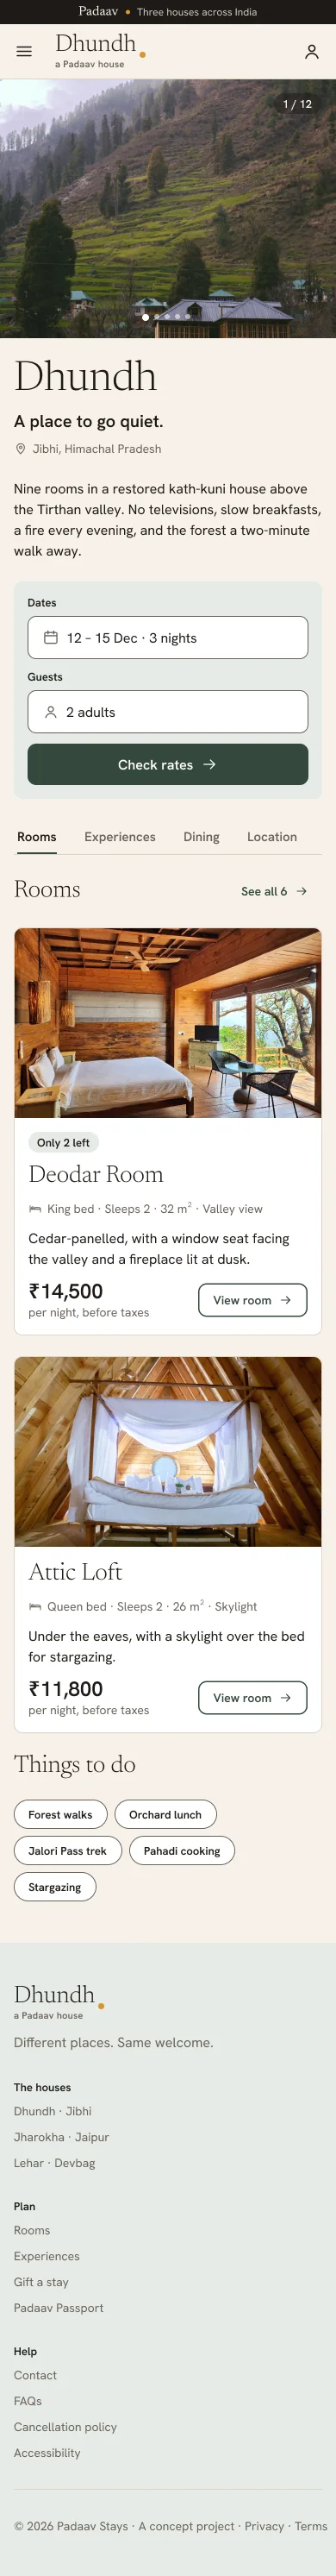 Padaav • Three houses across India
Dhundh
a Padaav house
1 / 12
Dhundh
A place to go quiet.
Jibhi, Himachal Pradesh
Nine rooms in a restored kath-kuni house above
the Tirthan valley. No televisions, slow breakfasts,
a fire every evening, and the forest a two-minute
walk away.
Dates
12 – 15 Dec · 3 nights
Guests
2 adults
Check rates →
Rooms Experiences Dining Location
Rooms
See all 6 →
Only 2 left
Deodar Room
King bed · Sleeps 2 · 32 m² · Valley view
Cedar-panelled, with a window seat facing
the valley and a fireplace lit at dusk.
₹14,500
per night, before taxes
View room →
Attic Loft
Queen bed · Sleeps 2 · 26 m² · Skylight
Under the eaves, with a skylight over the bed
for stargazing.
₹11,800
per night, before taxes
View room →
Things to do
Forest walks Orchard lunch
Jalori Pass trek Pahadi cooking
Stargazing
Dhundh
a Padaav house
Different places. Same welcome.
The houses
Dhundh · Jibhi
Jharokha · Jaipur
Lehar · Devbag
Plan
Rooms
Experiences
Gift a stay
Padaav Passport
Help
Contact
FAQs
Cancellation policy
Accessibility
© 2026 Padaav Stays · A concept project · Privacy · Terms